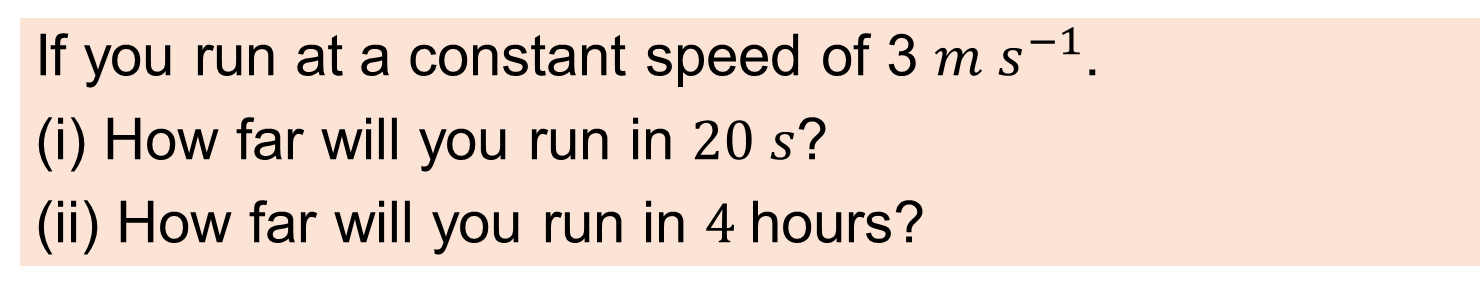 If you run at a constant speed of 3 m s⁻¹.
(i) How far will you run in 20 s?
(ii) How far will you run in 4 hours?